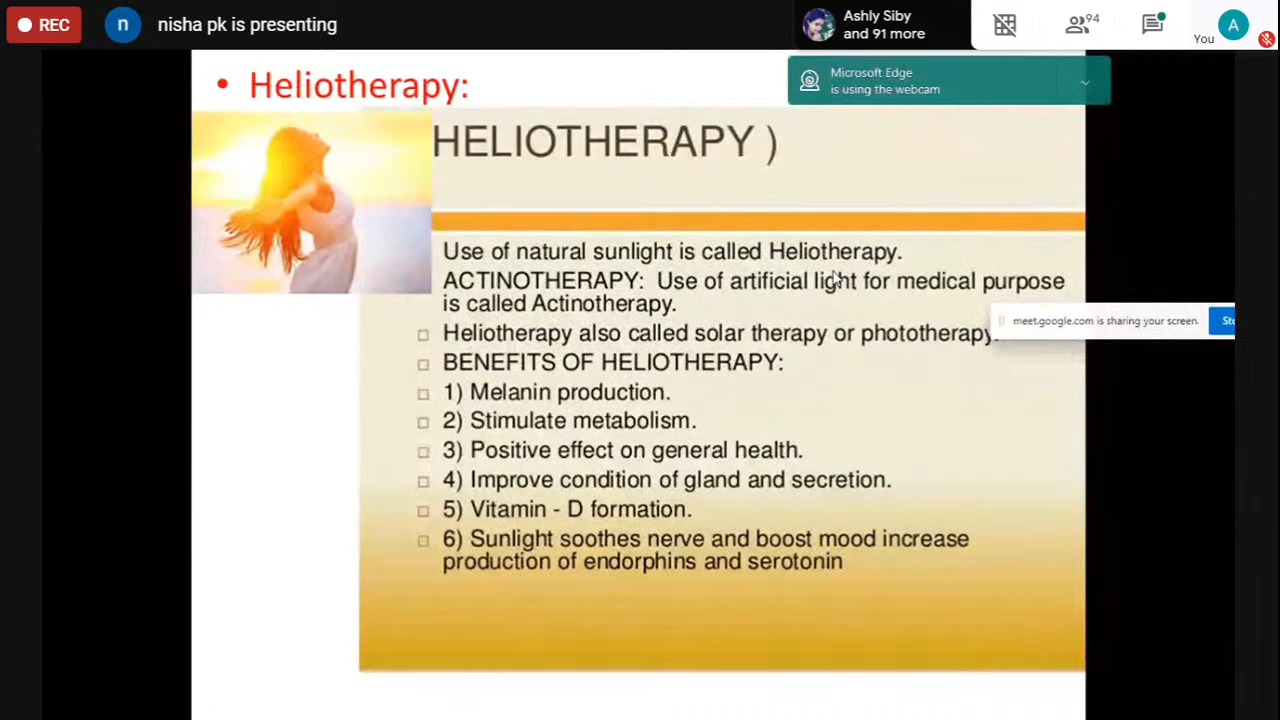 REC
n
nisha pk is presenting
Ashly Siby
and 91 more
94
You
A
Microsoft Edge
is using the webcam
• Heliotherapy:
HELIOTHERAPY )
Use of natural sunlight is called Heliotherapy.
ACTINOTHERAPY: Use of artificial light for medical purpose
is called Actinotherapy.
meet.google.com is sharing your screen.
Heliotherapy also called solar therapy or phototherapy.
BENEFITS OF HELIOTHERAPY:
1) Melanin production.
2) Stimulate metabolism.
3) Positive effect on general health.
4) Improve condition of gland and secretion.
5) Vitamin - D formation.
6) Sunlight soothes nerve and boost mood increase
production of endorphins and serotonin